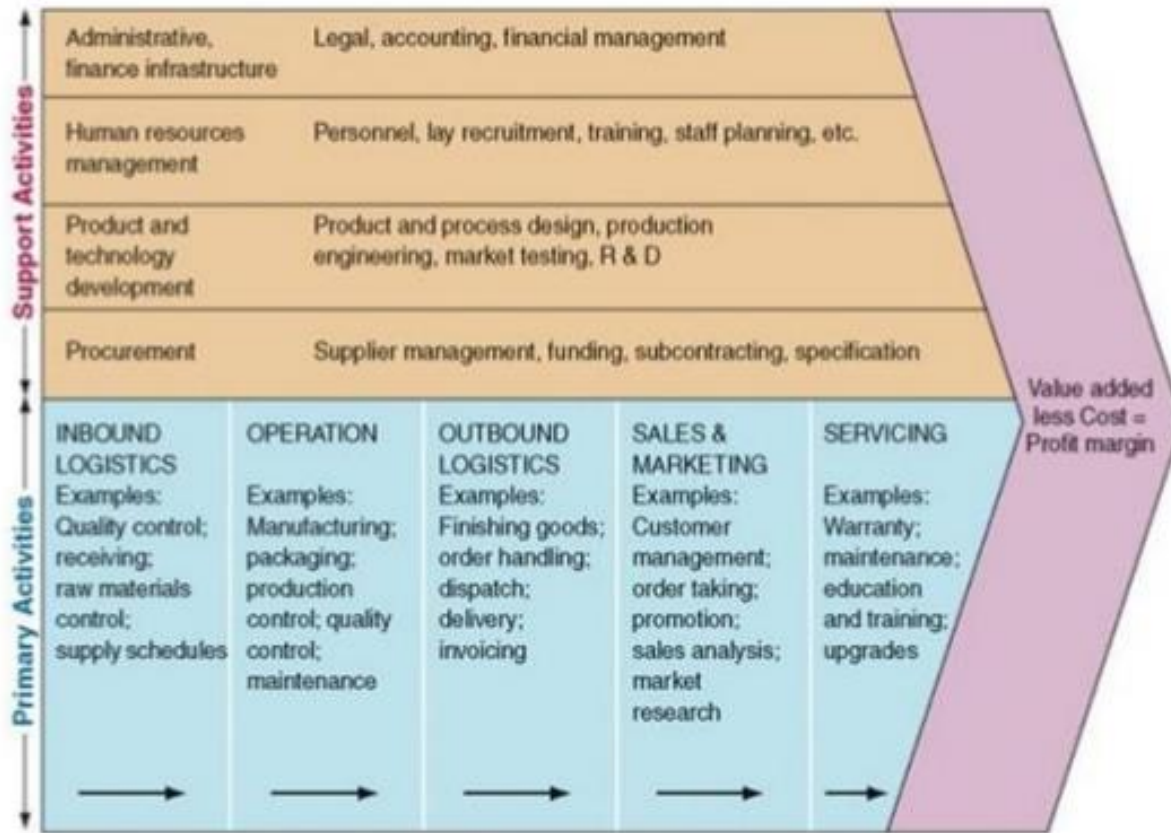 Support Activities
Administrative,
finance infrastructure
Legal, accounting, financial management
Human resources
management
Personnel, lay recruitment, training, staff planning, etc.
Product and
technology
development
Product and process design, production
engineering, market testing, R & D
Procurement
Supplier management, funding, subcontracting, specification
Primary Activities
INBOUND
LOGISTICS
Examples:
Quality control;
receiving;
raw materials
control;
supply schedules
OPERATION
Examples:
Manufacturing;
packaging;
production
control; quality
control;
maintenance
OUTBOUND
LOGISTICS
Examples:
Finishing goods;
order handling;
dispatch;
delivery;
invoicing
SALES &
MARKETING
Examples:
Customer
management;
order taking;
promotion;
sales analysis;
market
research
SERVICING
Examples:
Warranty;
maintenance;
education
and training;
upgrades
Value added
less Cost =
Profit margin